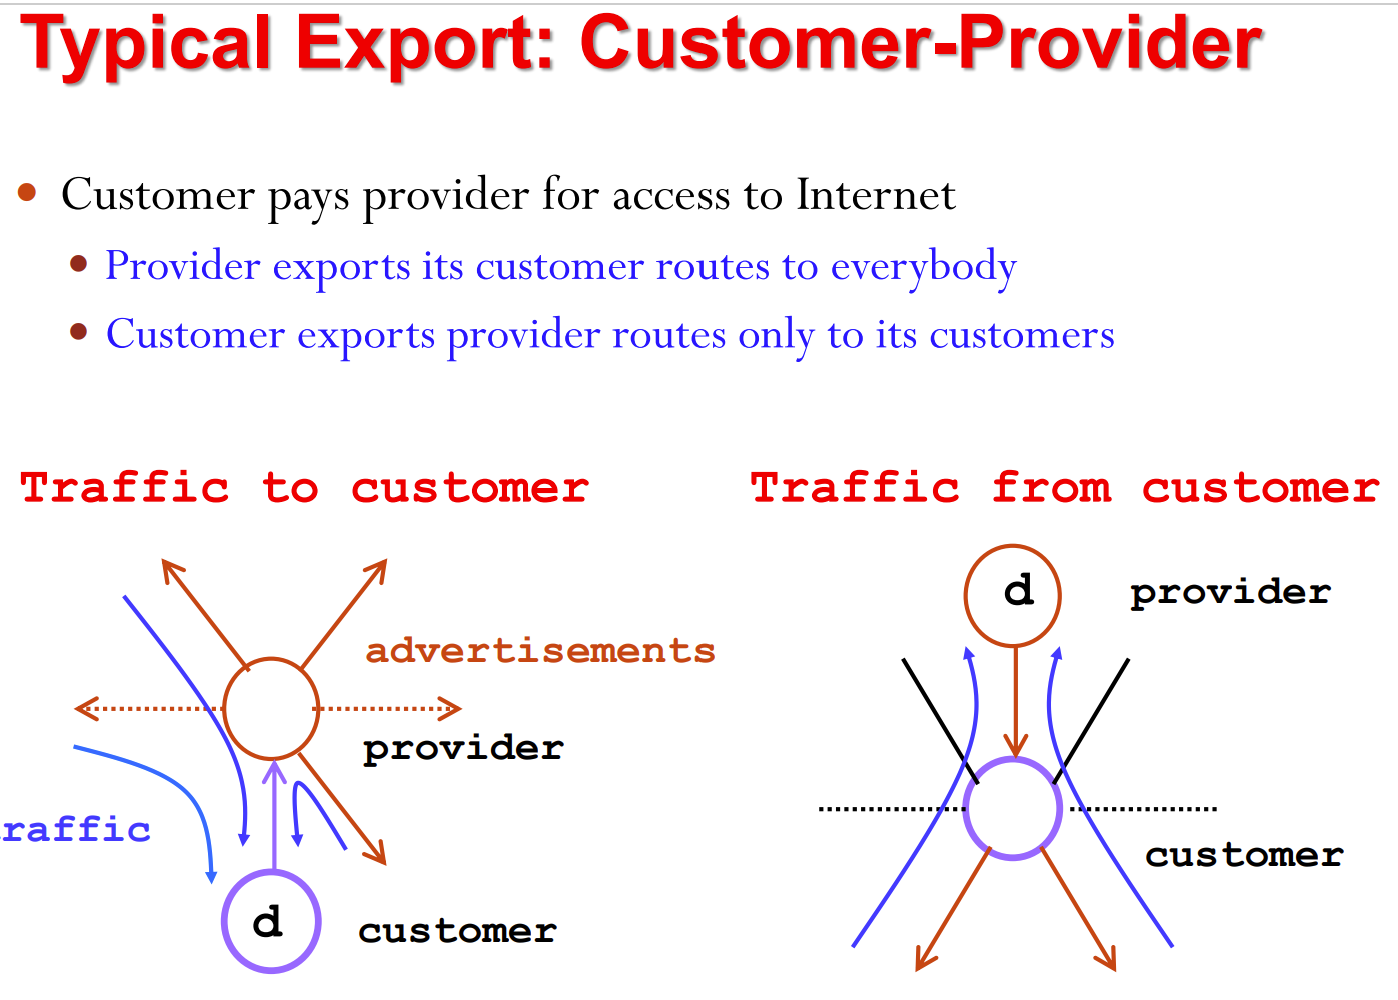 Typical Export: Customer-Provider
Customer pays provider for access to Internet
Provider exports its customer routes to everybody
Customer exports provider routes only to its customers
Traffic to customer
Traffic from customer
advertisements
provider
raffic
d
customer
d
provider
customer